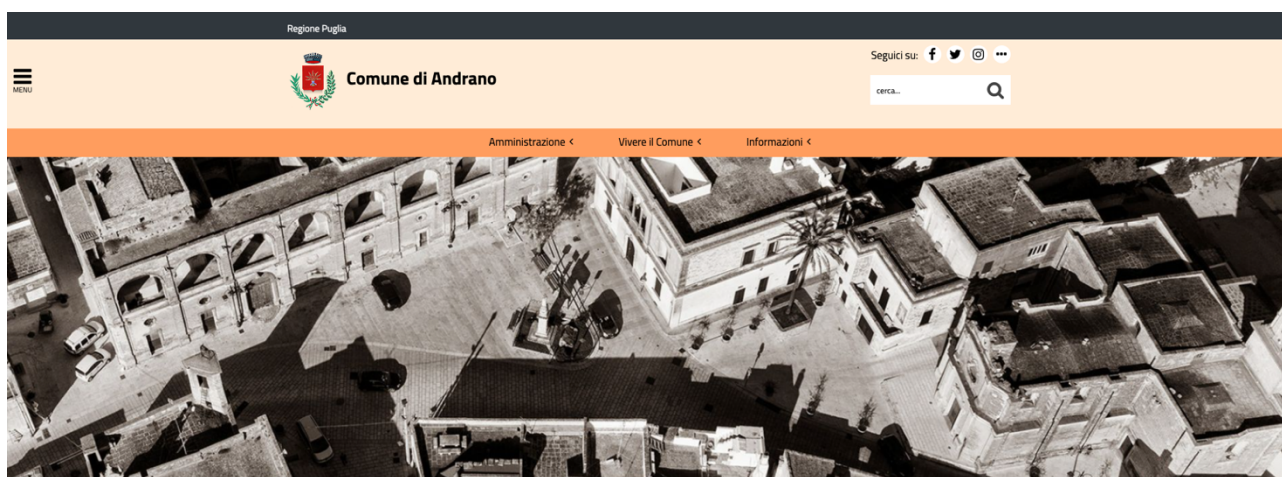 Regione Puglia
Seguici su:
MENU
Comune di Andrano
cerca...
Amministrazione < Vivere il Comune < Informazioni <